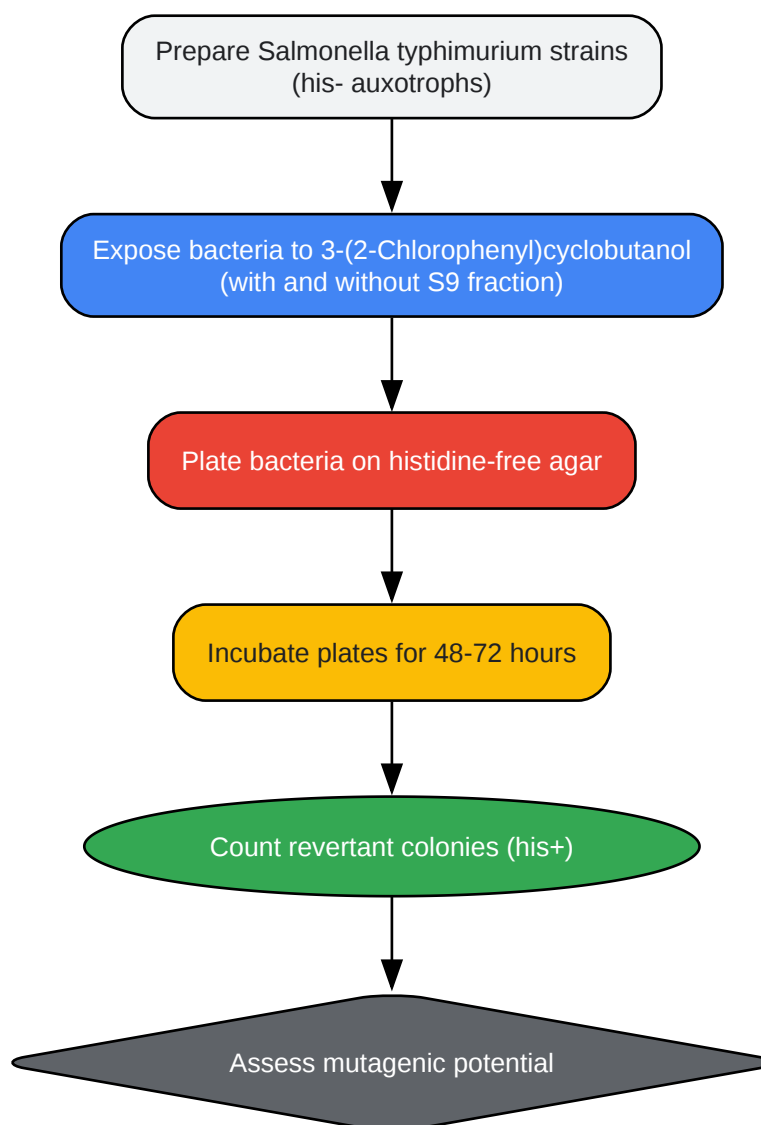 Prepare Salmonella typhimurium strains
(his- auxotrophs)
Expose bacteria to 3-(2-Chlorophenyl)cyclobutanol
(with and without S9 fraction)
Plate bacteria on histidine-free agar
Incubate plates for 48-72 hours
Count revertant colonies (his+)
Assess mutagenic potential